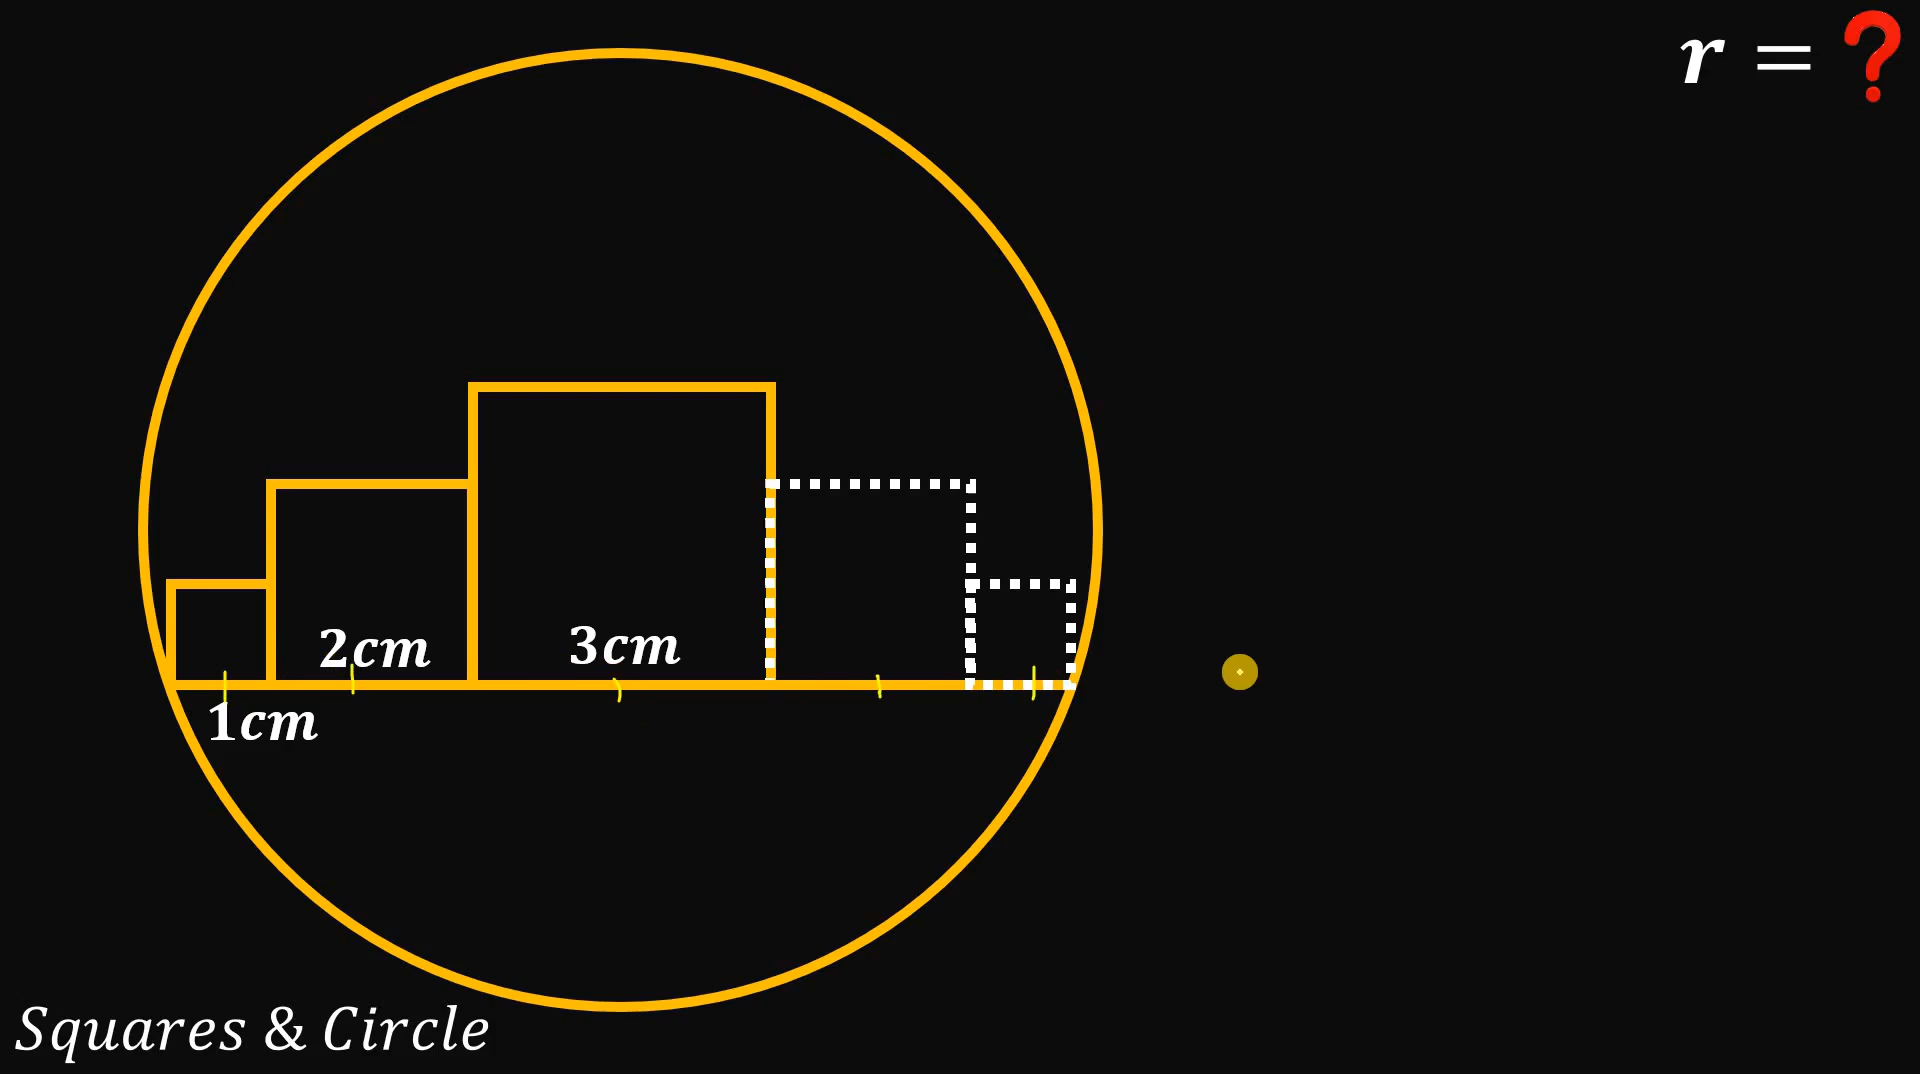 r = ❓
2cm
3cm
1cm
Squares & Circle